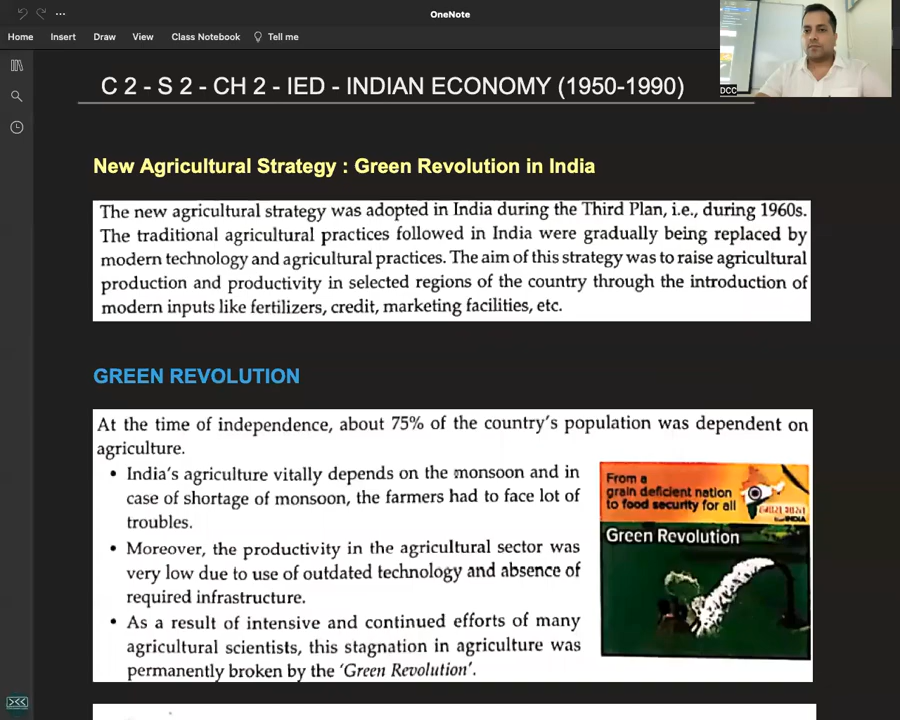 OneNote
Home Insert Draw View Class Notebook Tell me
DCC
C 2 - S 2 - CH 2 - IED - INDIAN ECONOMY (1950-1990)
New Agricultural Strategy : Green Revolution in India
The new agricultural strategy was adopted in India during the Third Plan, i.e., during 1960s.
The traditional agricultural practices followed in India were gradually being replaced by
modern technology and agricultural practices. The aim of this strategy was to raise agricultural
production and productivity in selected regions of the country through the introduction of
modern inputs like fertilizers, credit, marketing facilities, etc.
GREEN REVOLUTION
At the time of independence, about 75% of the country's population was dependent on
agriculture.
• India's agriculture vitally depends on the monsoon and in
case of shortage of monsoon, the farmers had to face lot of
troubles.
• Moreover, the productivity in the agricultural sector was
very low due to use of outdated technology and absence of
required infrastructure.
• As a result of intensive and continued efforts of many
agricultural scientists, this stagnation in agriculture was
permanently broken by the 'Green Revolution'.
From a
grain deficient nation
to food security for all
INDIA
Green Revolution